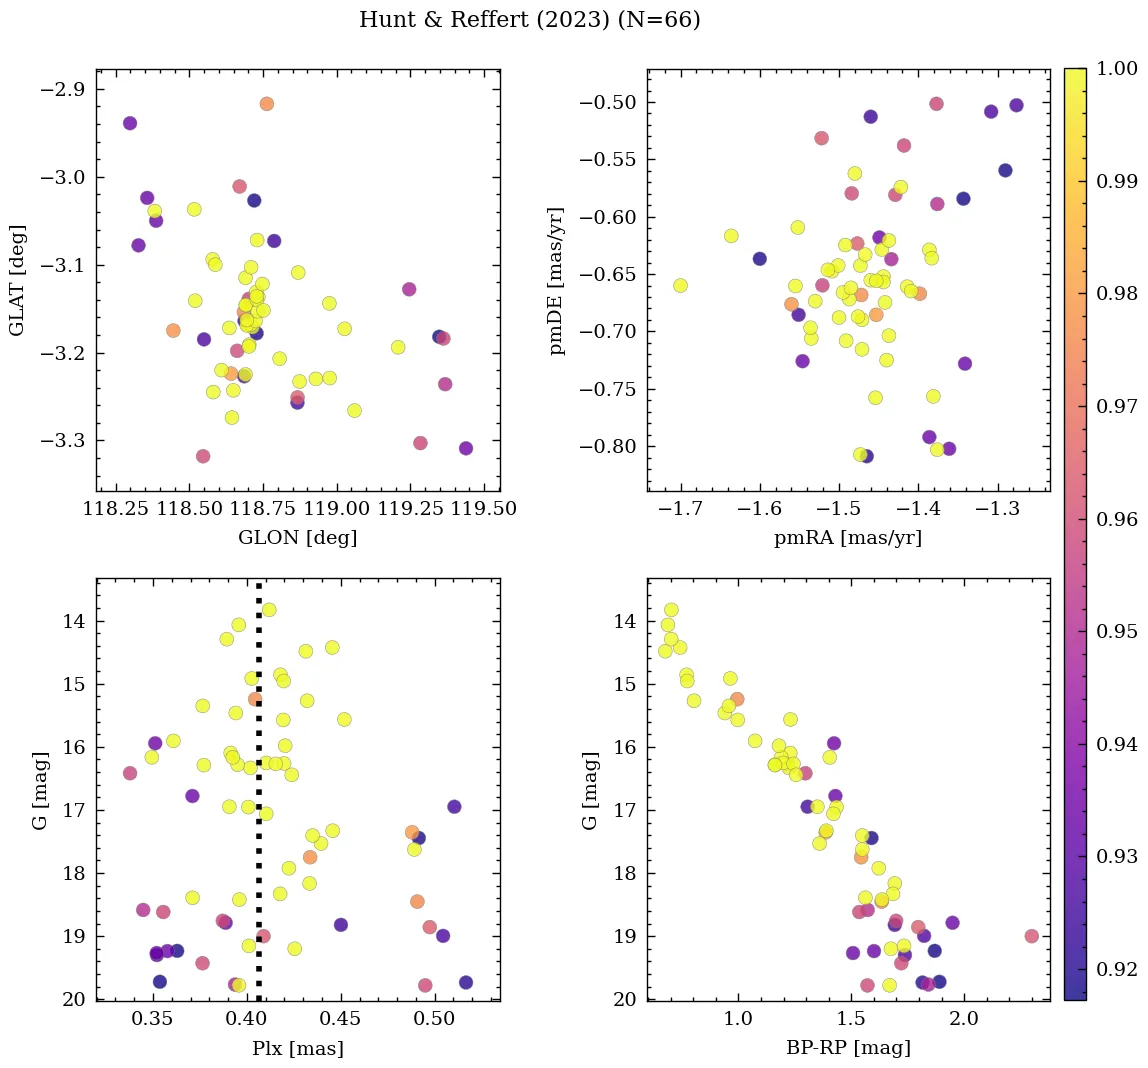 Hunt & Reffert (2023) (N=66)
−2.9
−3.0
−3.1
−3.2
−3.3
GLAT [deg]
118.25 118.50 118.75 119.00 119.25 119.50
GLON [deg]
−0.50
−0.55
−0.60
−0.65
−0.70
−0.75
−0.80
pmDE [mas/yr]
−1.7 −1.6 −1.5 −1.4 −1.3
pmRA [mas/yr]
1.00
0.99
0.98
0.97
0.96
0.95
0.94
0.93
0.92
14
15
16
17
18
19
20
G [mag]
0.35 0.40 0.45 0.50
Plx [mas]
14
15
16
17
18
19
20
G [mag]
1.0 1.5 2.0
BP-RP [mag]